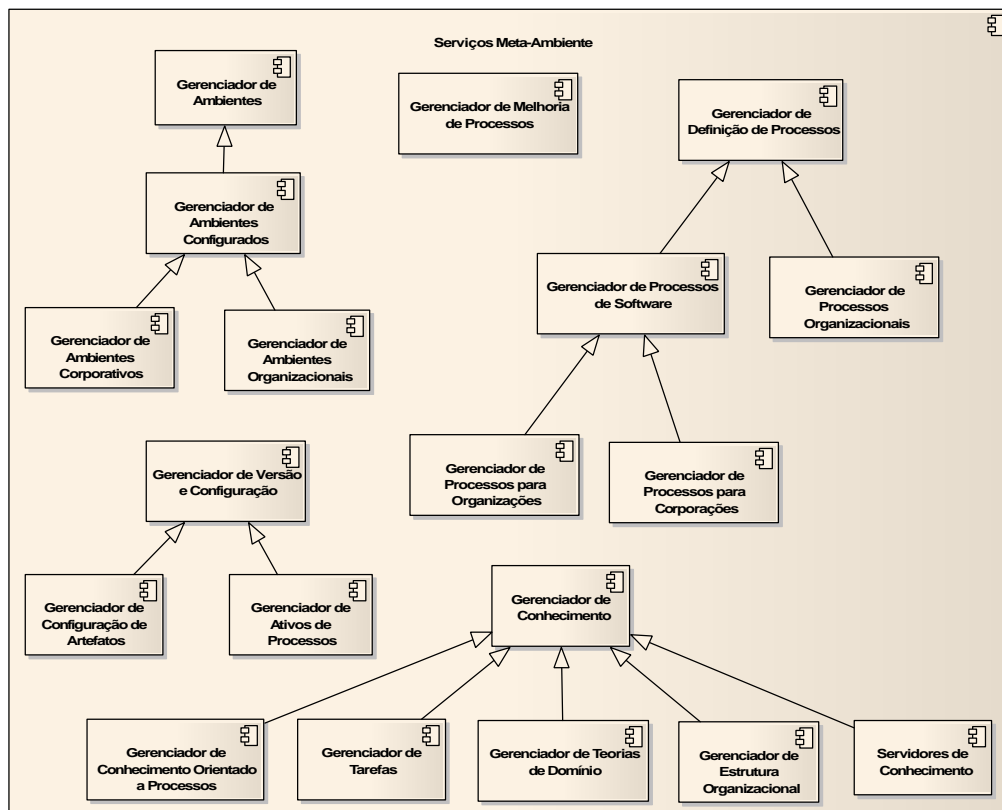 Serviços Meta-Ambiente
Gerenciador de
Ambientes
Gerenciador de Melhoria
de Processos
Gerenciador de
Definição de Processos
Gerenciador de
Ambientes
Configurados
Gerenciador de Processos
de Software
Gerenciador de
Processos
Organizacionais
Gerenciador de
Ambientes
Corporativos
Gerenciador de
Ambientes
Organizacionais
Gerenciador de Versão
e Configuração
Gerenciador de
Processos para
Organizações
Gerenciador de
Processos para
Corporações
Gerenciador de
Configuração de
Artefatos
Gerenciador de
Ativos de
Processos
Gerenciador de
Conhecimento
Gerenciador de
Conhecimento Orientado
a Processos
Gerenciador de
Tarefas
Gerenciador de Teorias
de Domínio
Gerenciador de
Estrutura
Organizacional
Servidores de
Conhecimento